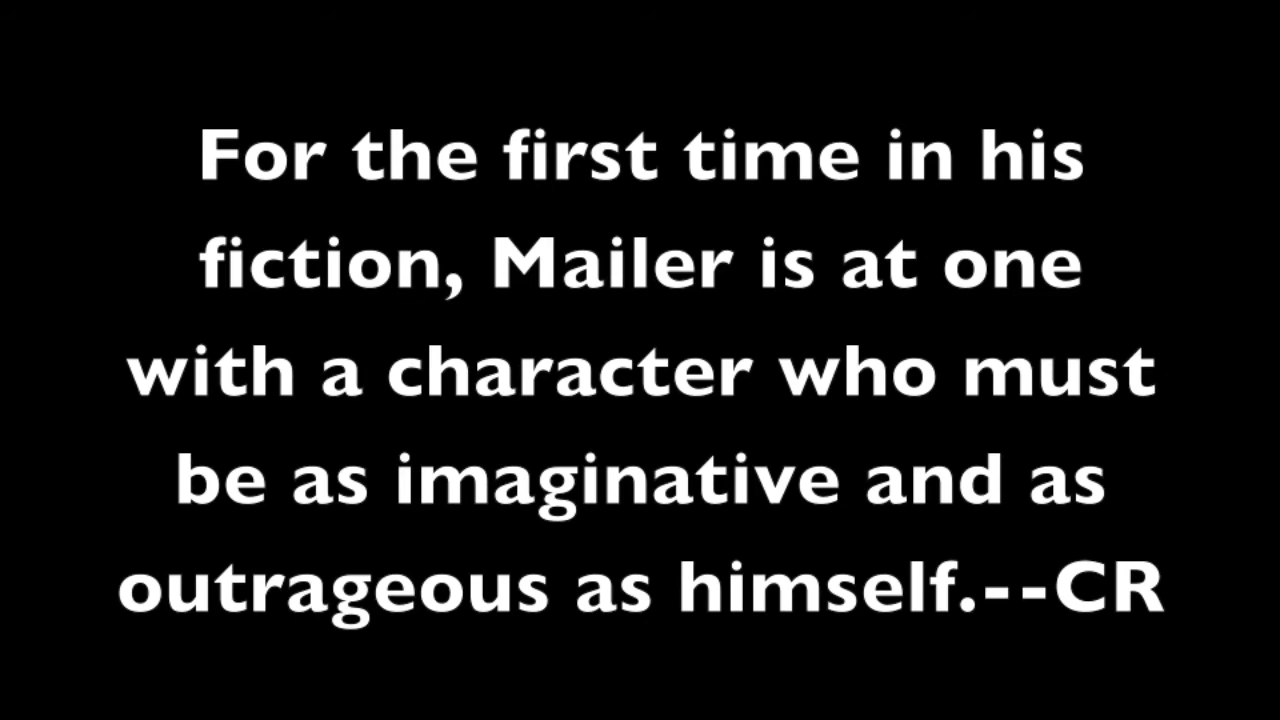 For the first time in his
fiction, Mailer is at one
with a character who must
be as imaginative and as
outrageous as himself.--CR